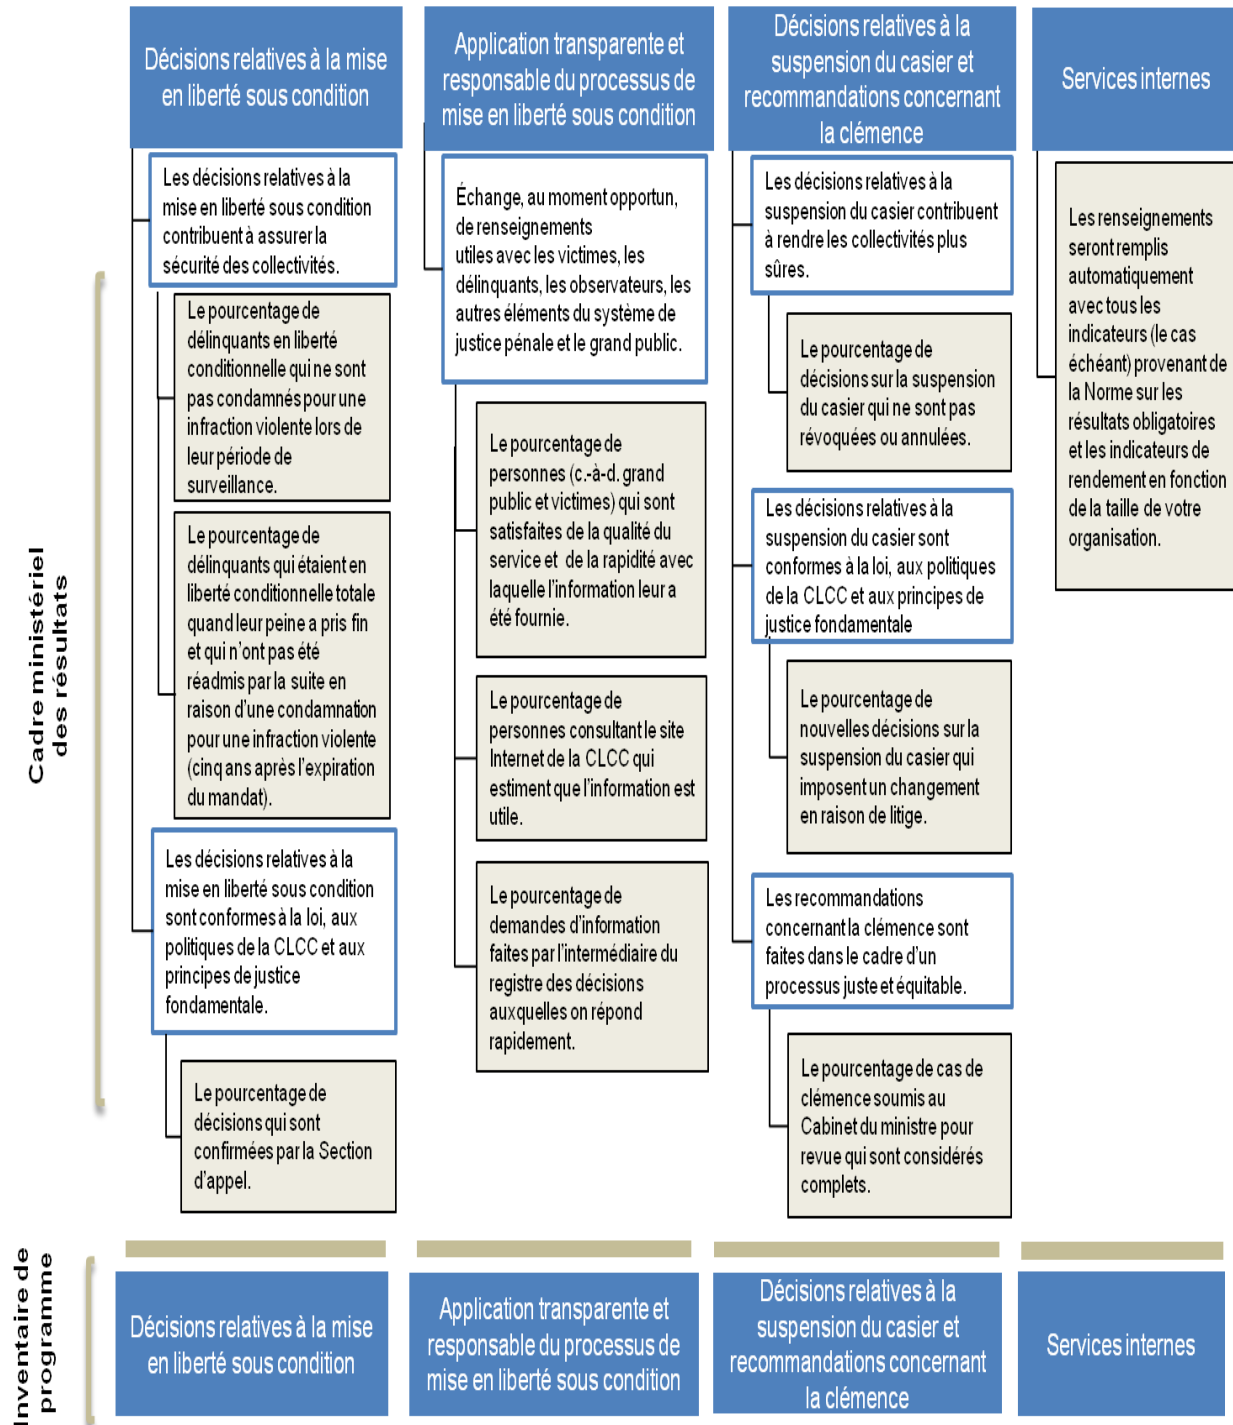 Décisions relatives à la mise
en liberté sous condition
Les décisions relatives à la
mise en liberté sous condition
contribuent à assurer la
sécurité des collectivités.
Le pourcentage de
délinquants en liberté
conditionnelle qui ne sont
pas condamnés pour une
infraction violente lors de
leur période de
surveillance.
Le pourcentage de
délinquants qui étaient en
liberté conditionnelle totale
quand leur peine a pris fin
et qui n’ont pas été
réadmis par la suite en
raison d’une condamnation
pour une infraction violente
(cinq ans après l’expiration
du mandat).
Les décisions relatives à la
mise en liberté sous condition
sont conformes à la loi, aux
politiques de la CLCC et aux
principes de justice
fondamentale.
Le pourcentage de
décisions qui sont
confirmées par la Section
d’appel.
Application transparente et
responsable du processus de
mise en liberté sous condition
Échange, au moment opportun,
de renseignements
utiles avec les victimes, les
délinquants, les observateurs, les
autres éléments du système de
justice pénale et le grand public.
Le pourcentage de
personnes (c.-à-d. grand
public et victimes) qui sont
satisfaites de la qualité du
service et de la rapidité avec
laquelle l’information leur a
été fournie.
Le pourcentage de
personnes consultant le site
Internet de la CLCC qui
estiment que l’information est
utile.
Le pourcentage de
demandes d’information
faites par l’intermédiaire du
registre des décisions
auxquelles on répond
rapidement.
Décisions relatives à la
suspension du casier et
recommandations concernant
la clémence
Les décisions relatives à la
suspension du casier contribuent
à rendre les collectivités plus
sûres.
Le pourcentage de
décisions sur la suspension
du casier qui ne sont pas
révoquées ou annulées.
Les décisions relatives à la
suspension du casier sont
conformes à la loi, aux politiques
de la CLCC et aux principes de
justice fondamentale
Le pourcentage de
nouvelles décisions sur la
suspension du casier qui
imposent un changement
en raison de litige.
Les recommandations
concernant la clémence sont
faites dans le cadre d’un
processus juste et équitable.
Le pourcentage de cas de
clémence soumis au
Cabinet du ministre pour
revue qui sont considérés
complets.
Services internes
Les renseignements
seront remplis
automatiquement
avec tous les
indicateurs (le cas
échéant) provenant de
la Norme sur les
résultats obligatoires
et les indicateurs de
rendement en fonction
de la taille de votre
organisation.
Cadre ministériel
des résultats
Inventaire de
programme
Décisions relatives à la mise
en liberté sous condition
Application transparente et
responsable du processus de
mise en liberté sous condition
Décisions relatives à la
suspension du casier et
recommandations concernant
la clémence
Services internes